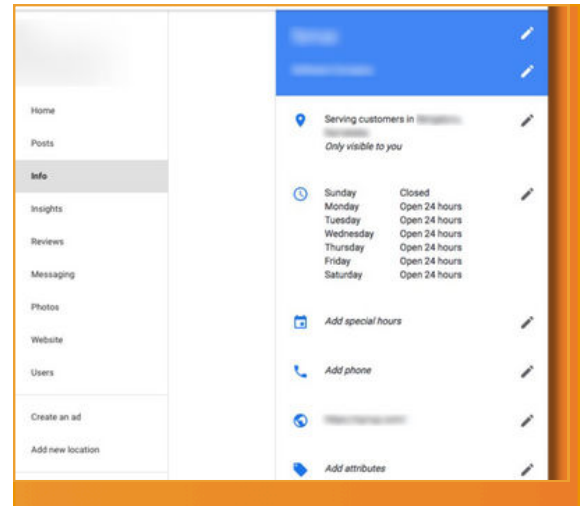 Home
Posts
Info
Insights
Reviews
Messaging
Photos
Website
Users
Create an ad
Add new location
Serving customers in
Only visible to you
Sunday Closed
Monday Open 24 hours
Tuesday Open 24 hours
Wednesday Open 24 hours
Thursday Open 24 hours
Friday Open 24 hours
Saturday Open 24 hours
Add special hours
Add phone
Add attributes